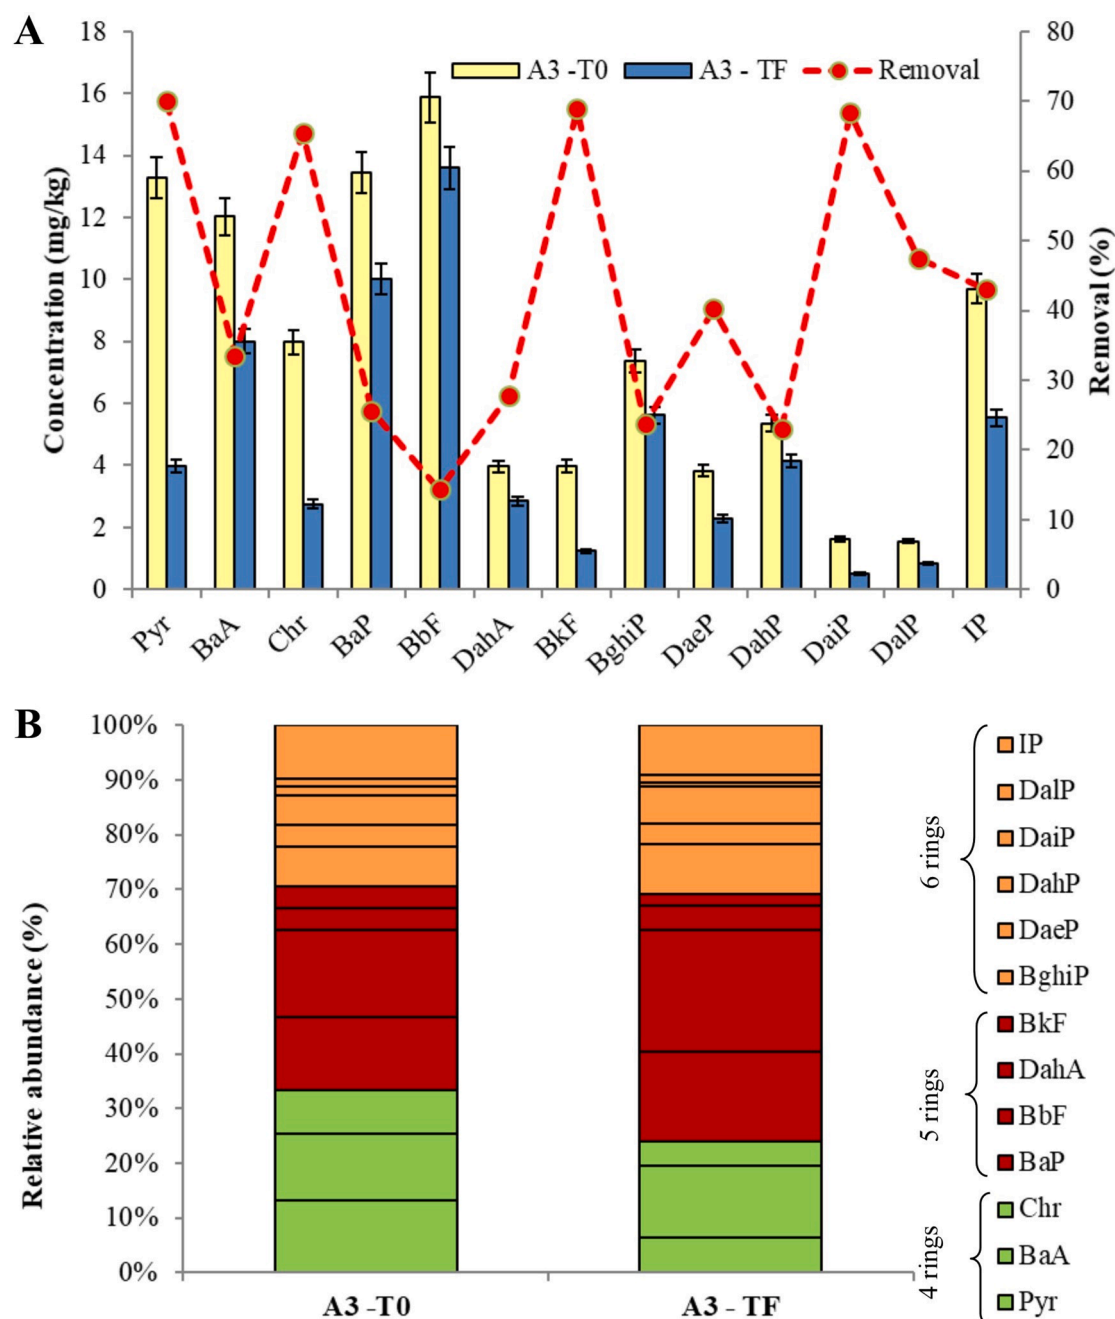 A
A3 -T0
A3 - TF
Removal
Concentration (mg/kg)
18
16
14
12
10
8
6
4
2
0
80
70
60
50
40
30
20
10
0
Removal (%)
Pyr
BaA
Chr
BaP
BbF
DahA
BkF
BghiP
DaeP
DahP
DaiP
DalP
IP
B
Relative abundance (%)
100%
90%
80%
70%
60%
50%
40%
30%
20%
10%
0%
A3 -T0
A3 - TF
6 rings
IP
DalP
DaiP
DahP
DaeP
BghiP
5 rings
BkF
DahA
BbF
BaP
4 rings
Chr
BaA
Pyr